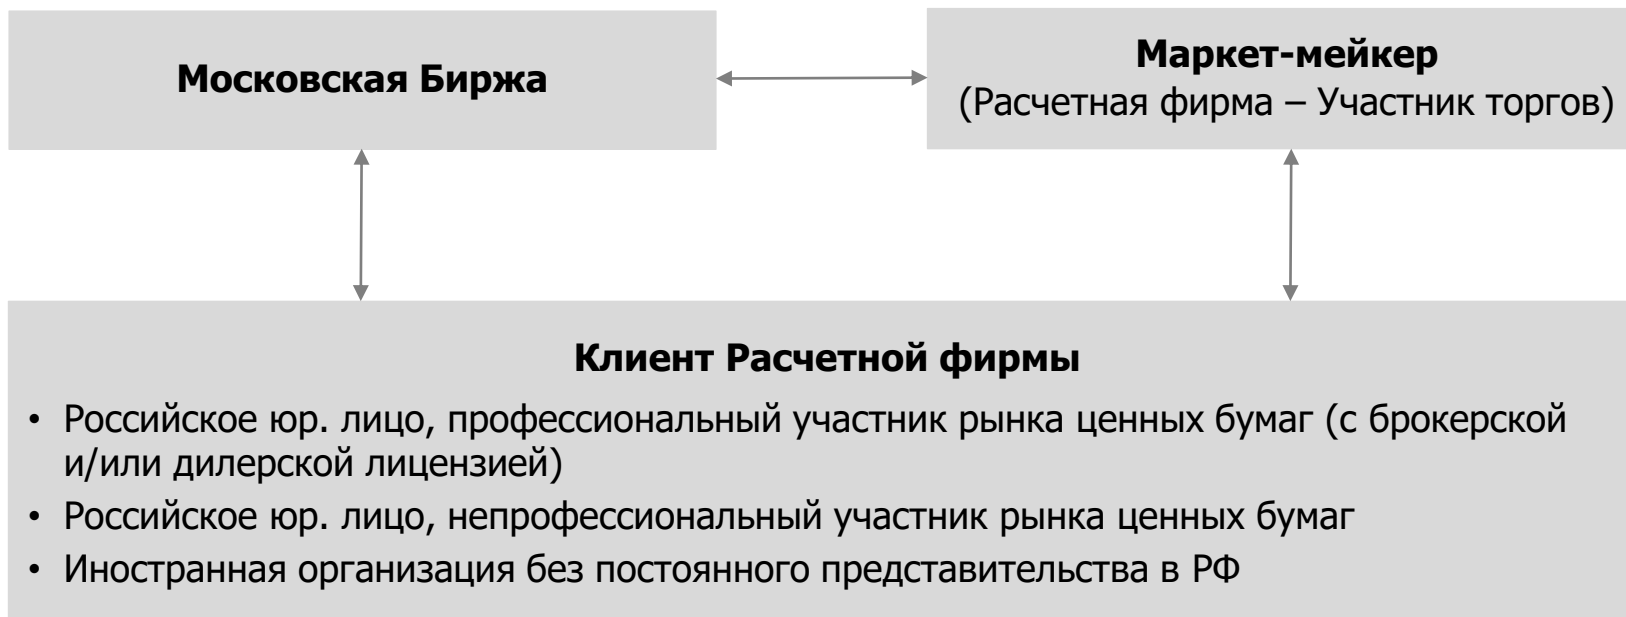 Московская Биржа
Маркет-мейкер
(Расчетная фирма – Участник торгов)
Клиент Расчетной фирмы
• Российское юр. лицо, профессиональный участник рынка ценных бумаг (с брокерской
и/или дилерской лицензией)
• Российское юр. лицо, непрофессиональный участник рынка ценных бумаг
• Иностранная организация без постоянного представительства в РФ